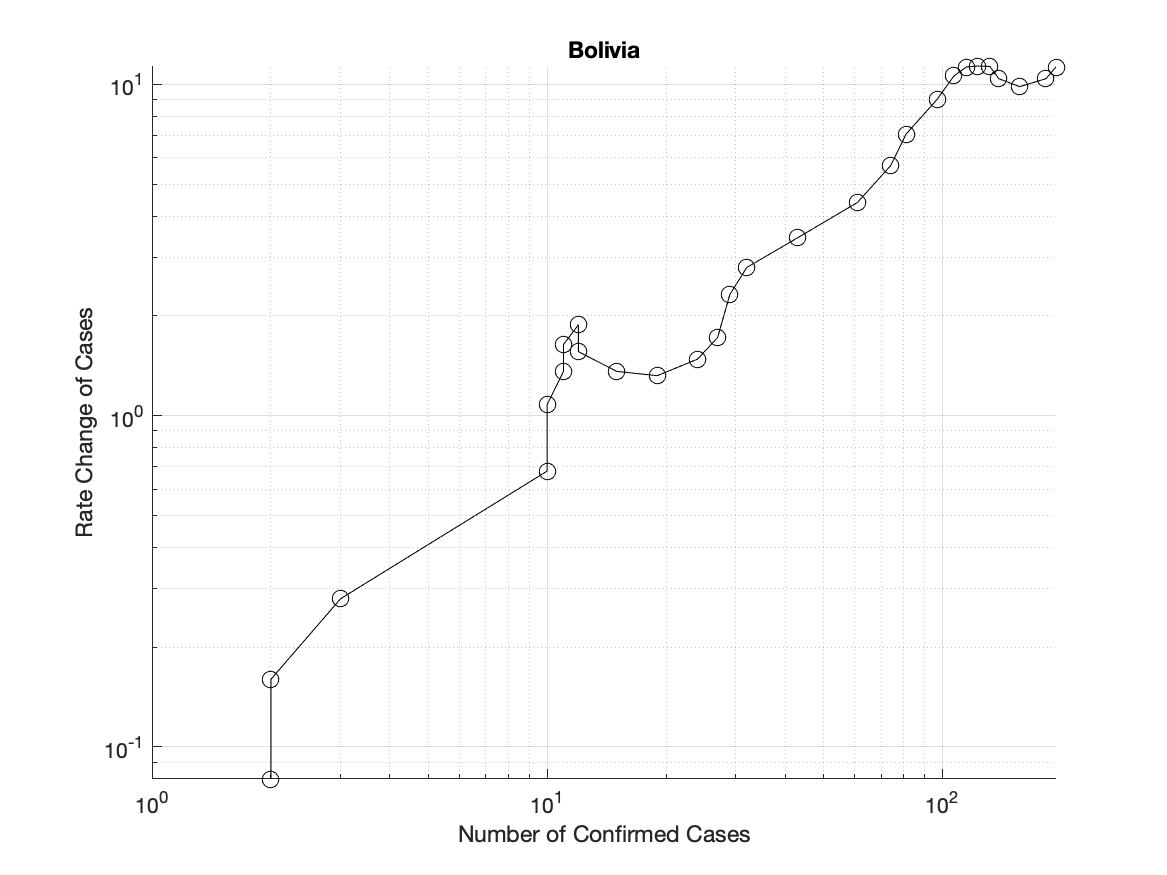 Bolivia
10^1
10^0
10^-1
Rate Change of Cases
10^0 10^1 10^2
Number of Confirmed Cases